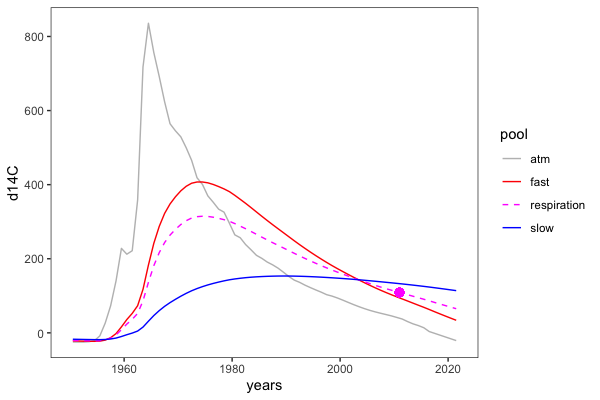 800
600
400
200
0
d14C
1960 1980 2000 2020
years
pool
atm
fast
respiration
slow